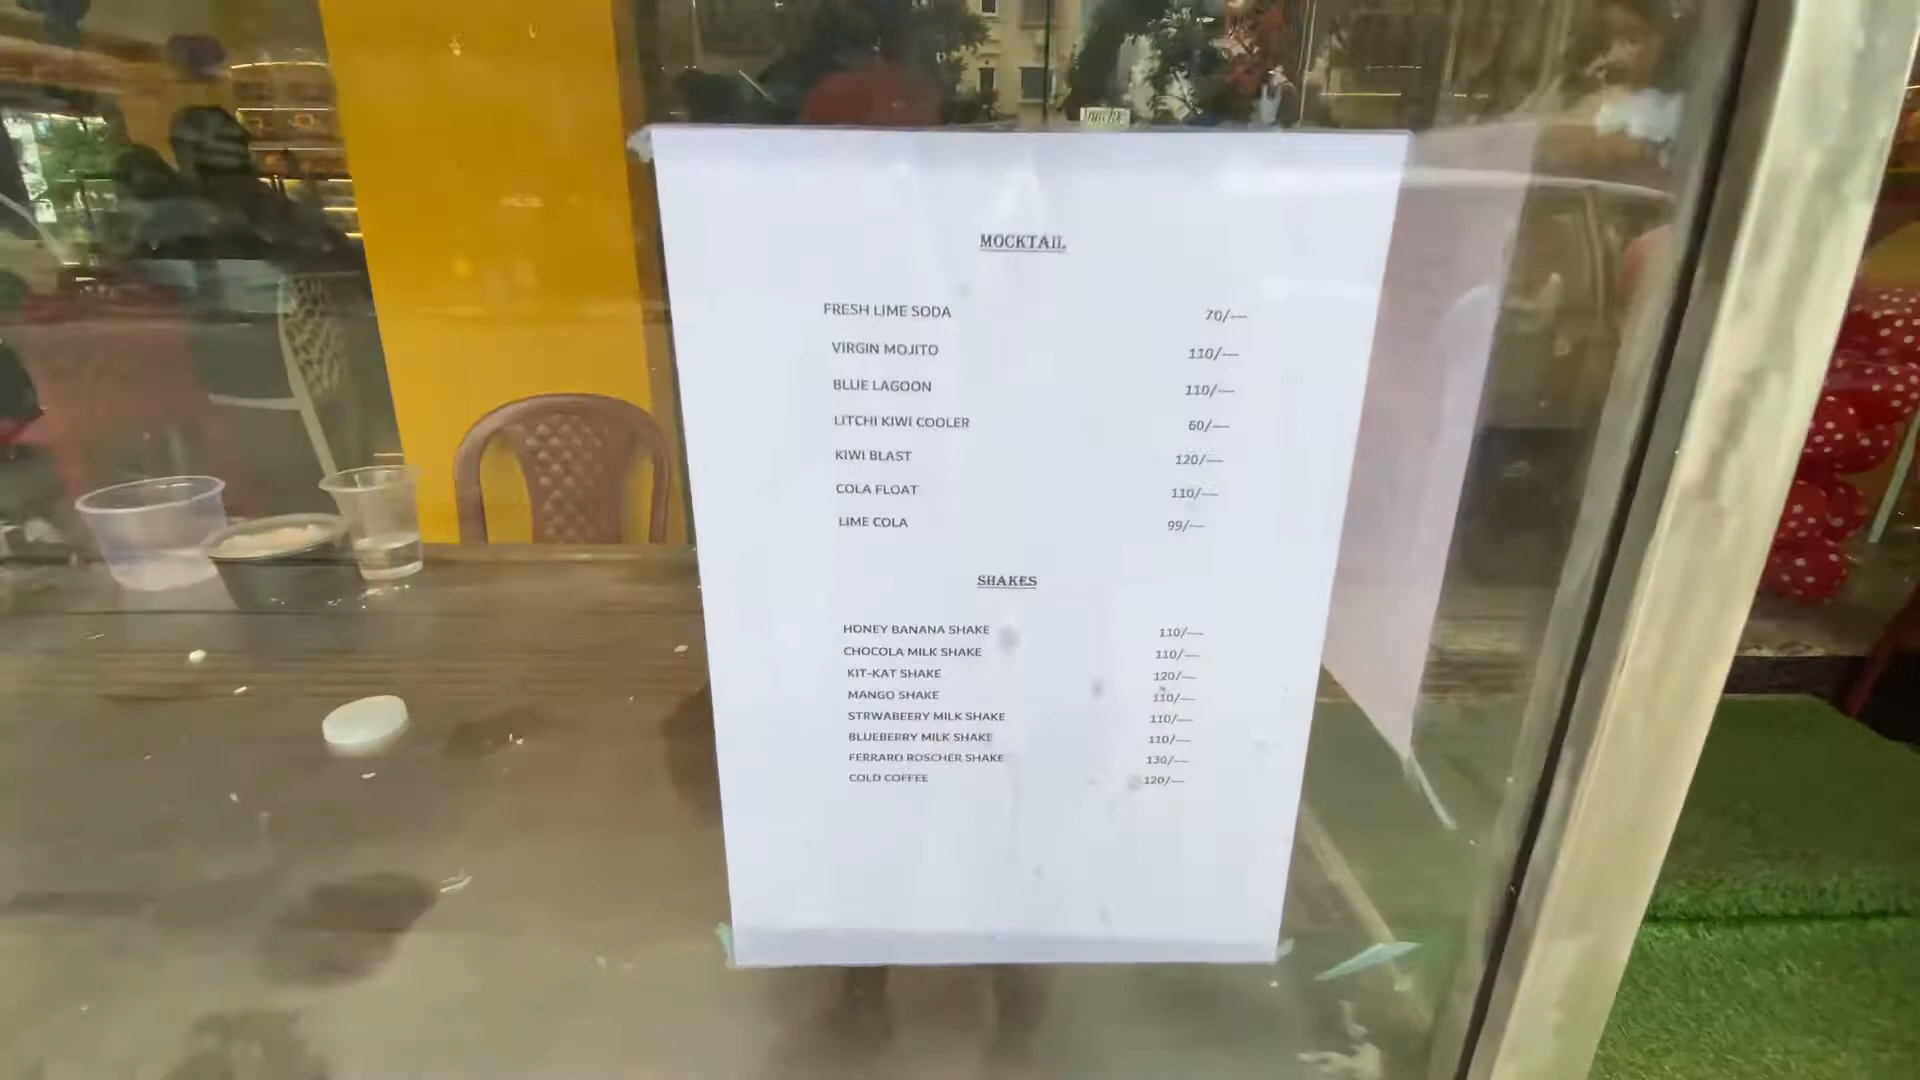 MOCKTAIL
FRESH LIME SODA 70/—
VIRGIN MOJITO 110/—
BLUE LAGOON 110/—
LITCHI KIWI COOLER 60/—
KIWI BLAST 120/—
COLA FLOAT 110/—
LIME COLA 99/—
SHAKES
HONEY BANANA SHAKE 110/—
CHOCOLA MILK SHAKE 110/—
KIT-KAT SHAKE 120/—
MANGO SHAKE 110/—
STRWABEERY MILK SHAKE 110/—
BLUEBERRY MILK SHAKE 110/—
FERRARO ROSCHER SHAKE 130/—
COLD COFFEE 120/—